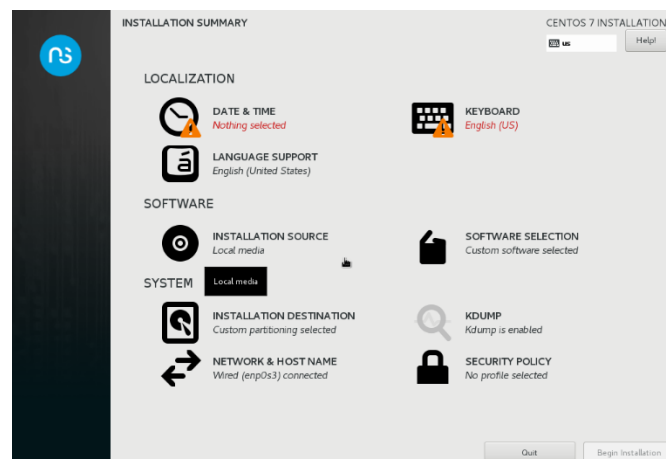 ns
INSTALLATION SUMMARY
CENTOS 7 INSTALLATION
us
Help!
LOCALIZATION
DATE & TIME
Nothing selected
KEYBOARD
English (US)
á
LANGUAGE SUPPORT
English (United States)
SOFTWARE
INSTALLATION SOURCE
Local media
SOFTWARE SELECTION
Custom software selected
SYSTEM
Local media
INSTALLATION DESTINATION
Custom partitioning selected
KDUMP
Kdump is enabled
NETWORK & HOST NAME
Wired (enp0s3) connected
SECURITY POLICY
No profile selected
Quit
Begin Installation